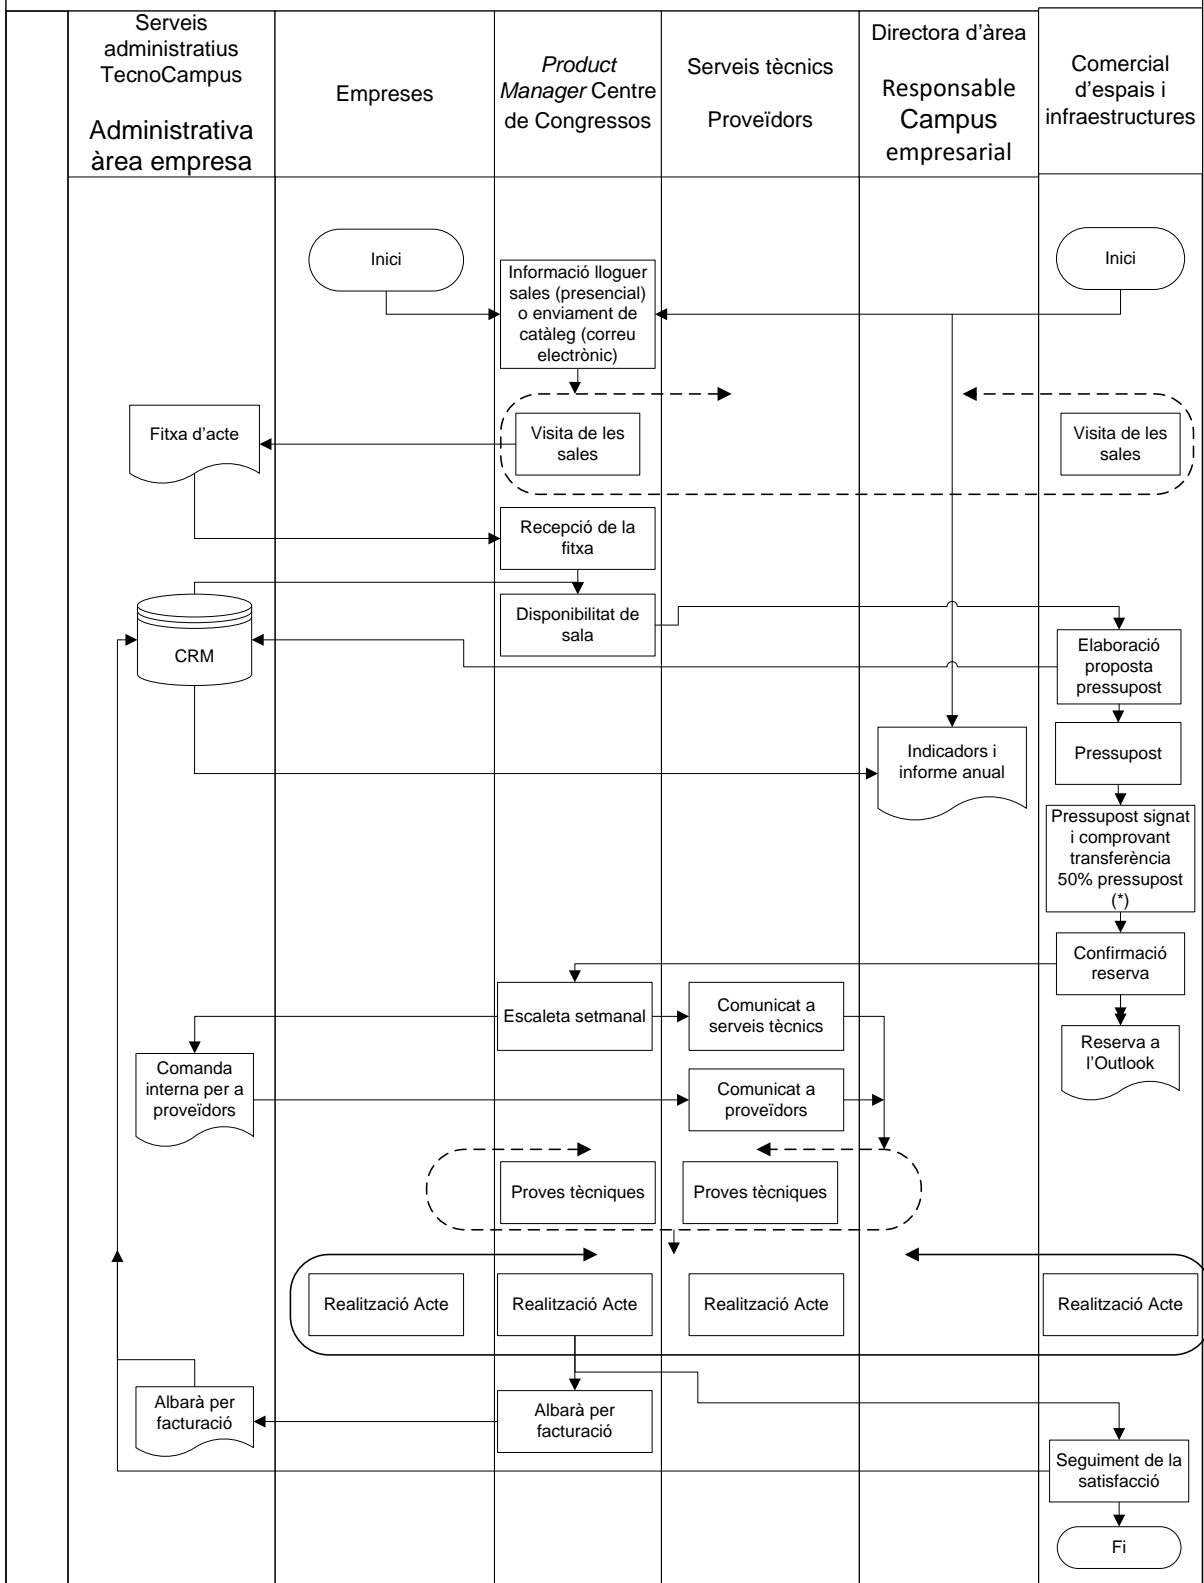 Serveis
administratius
TecnoCampus
Administrativa
àrea empresa
Empreses
Product
Manager Centre
de Congressos
Serveis tècnics
Proveïdors
Directora d'àrea
Responsable
Campus
empresarial
Comercial
d'espais i
infraestructures
Inici
Informació lloguer
sales (presencial)
o enviament de
catàleg (correu
electrònic)
Inici
Fitxa d'acte
Visita de les
sales
Visita de les
sales
Recepció de la
fitxa
Disponibilitat de
sala
CRM
Elaboració
proposta
pressupost
Indicadors i
informe anual
Pressupost
Pressupost signat
i comprovant
transferència
50% pressupost
(*)
Confirmació
reserva
Escaleta setmanal
Comunicat a
serveis tècnics
Reserva a
l'Outlook
Comanda
interna per a
proveïdors
Comunicat a
proveïdors
Proves tècniques
Proves tècniques
Realització Acte
Realització Acte
Realització Acte
Realització Acte
Albarà per
facturació
Albarà per
facturació
Seguiment de la
satisfacció
Fi